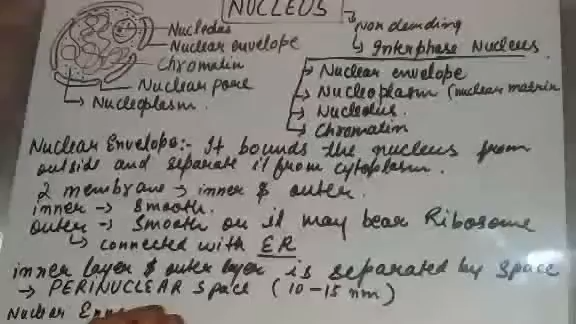 NUCLEUS
Non dividing
Interphase Nucleus.
Nucleolus
Nuclear envelope
Chromatin
Nuclear pore
Nucleoplasm.
Nuclear envelope
Nucleoplasm (nuclear matrix
Nucleolus
Chromatin
Nuclear Envelope:- It bounds the nucleus from
outside and separate it from cytoplasm.
2 membrane → inner & outer.
inner → Smooth.
outer → Smooth or it may bear Ribosome
connected with ER
inner layer & outer layer is separated by space
→ PERINUCLEAR Space (10-15 nm)
Nuclear